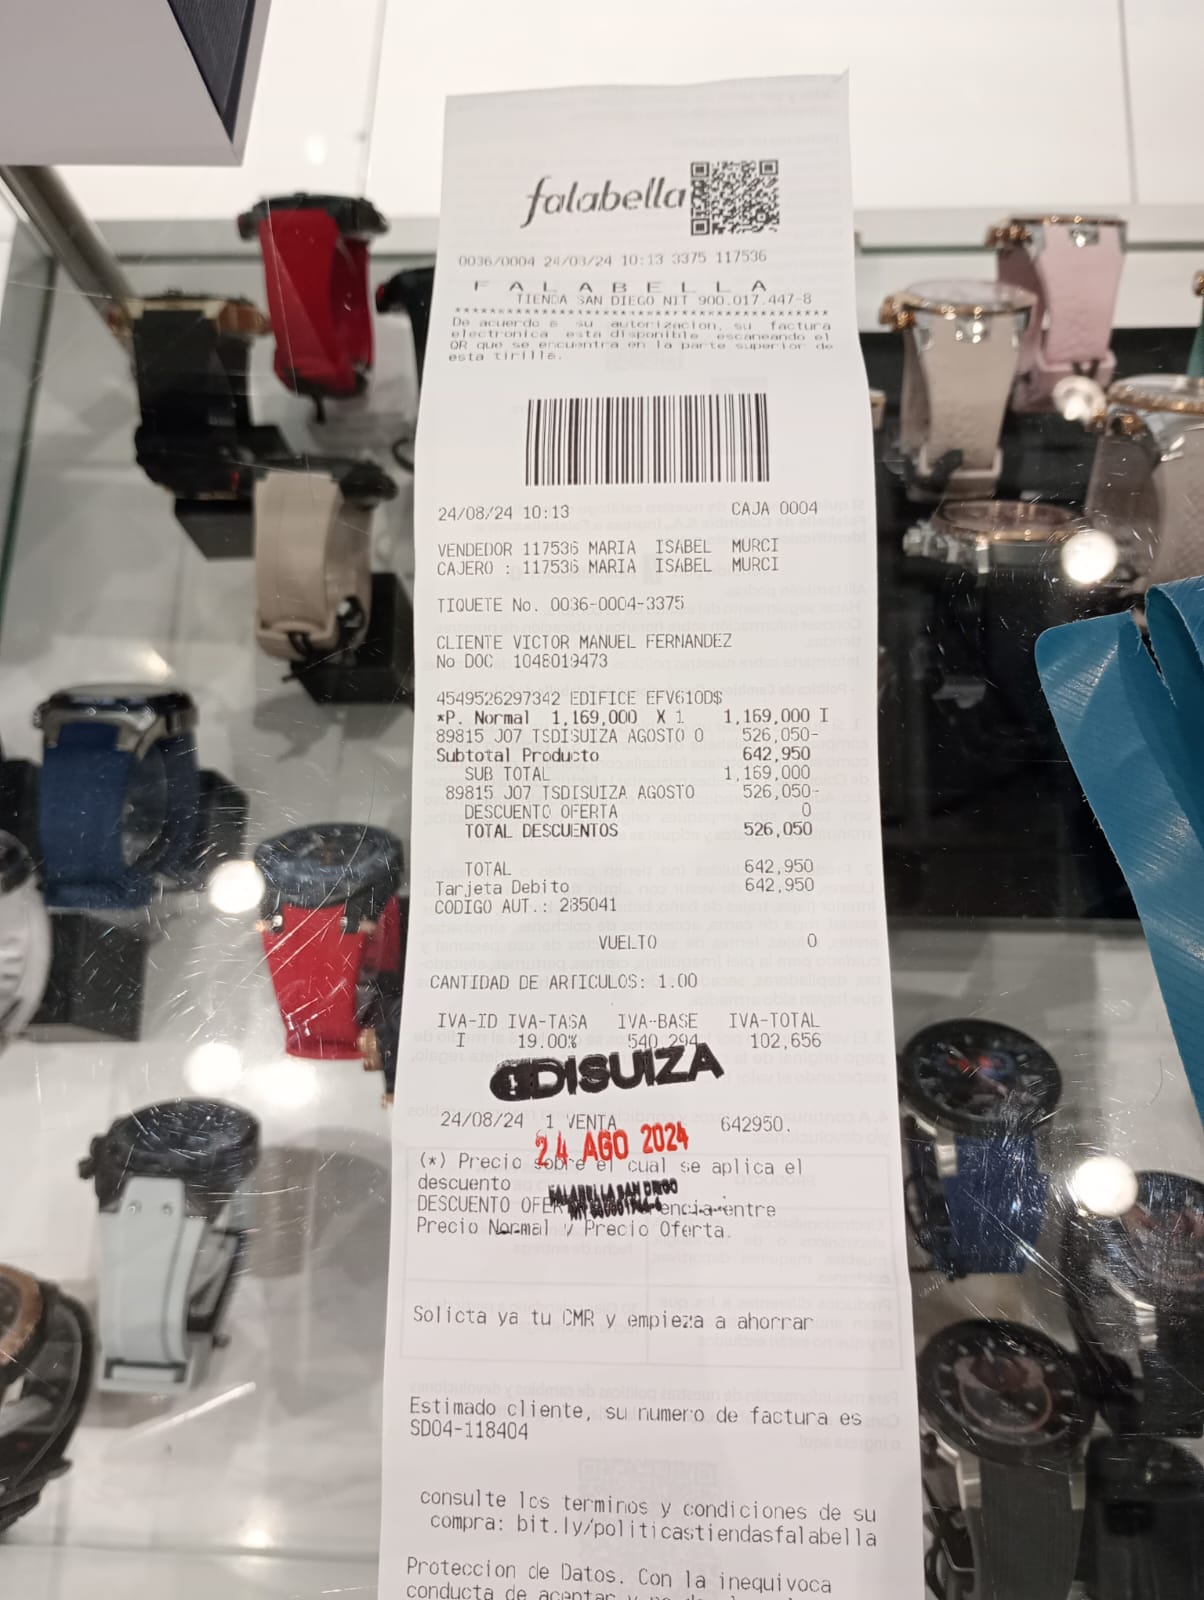 falabella
0036/0004 24/08/24 10:13 3375 117536
F A L A B E L L A
TIENDA SAN DIEGO NIT 900.017.447-8
De acuerdo a su autorizacion, su factura
electronica esta disponible escaneando el
QR que se encuentra en la parte superior de
esta tirilla.
24/08/24 10:13 CAJA 0004
VENDEDOR 117536 MARIA ISABEL MURCI
CAJERO : 117536 MARIA ISABEL MURCI
TIQUETE No. 0036-0004-3375
CLIENTE VICTOR MANUEL FERNANDEZ
No DOC 1046019473
4549526297342 EDIFICE EFV610D$
*P. Normal 1,169,000 X 1 1,169,000 I
89815 J07 TSDISUIZA AGOSTO 0 526,050-
Subtotal Producto 642,950
SUB TOTAL 1,169,000
89815 J07 TSDISUIZA AGOSTO 526,050-
DESCUENTO OFERTA 0
TOTAL DESCUENTOS 526,050
TOTAL 642,950
Tarjeta Debito 642,950
CODIGO AUT.: 285041
VUELTO 0
CANTIDAD DE ARTICULOS: 1.00
IVA-ID IVA-TASA IVA-BASE IVA-TOTAL
I 19.00% 540,294 102,656
DISUIZA
24/08/24 1 VENTA 642950.
24 AGO 2024
(*) Precio sobre el cual se aplica el
descuento
FALABELLA SAN DIEGO
DESCUENTO entre
Precio Normal y Precio Oferta.
Solicta ya tu CMR y empieza a ahorrar
Estimado cliente, su numero de factura es
SD04-118404
consulte los terminos y condiciones de su
compra: bit.ly/politicastiendasfalabella
Proteccion de Datos. Con la inequivoca
conducta de aceptar y no